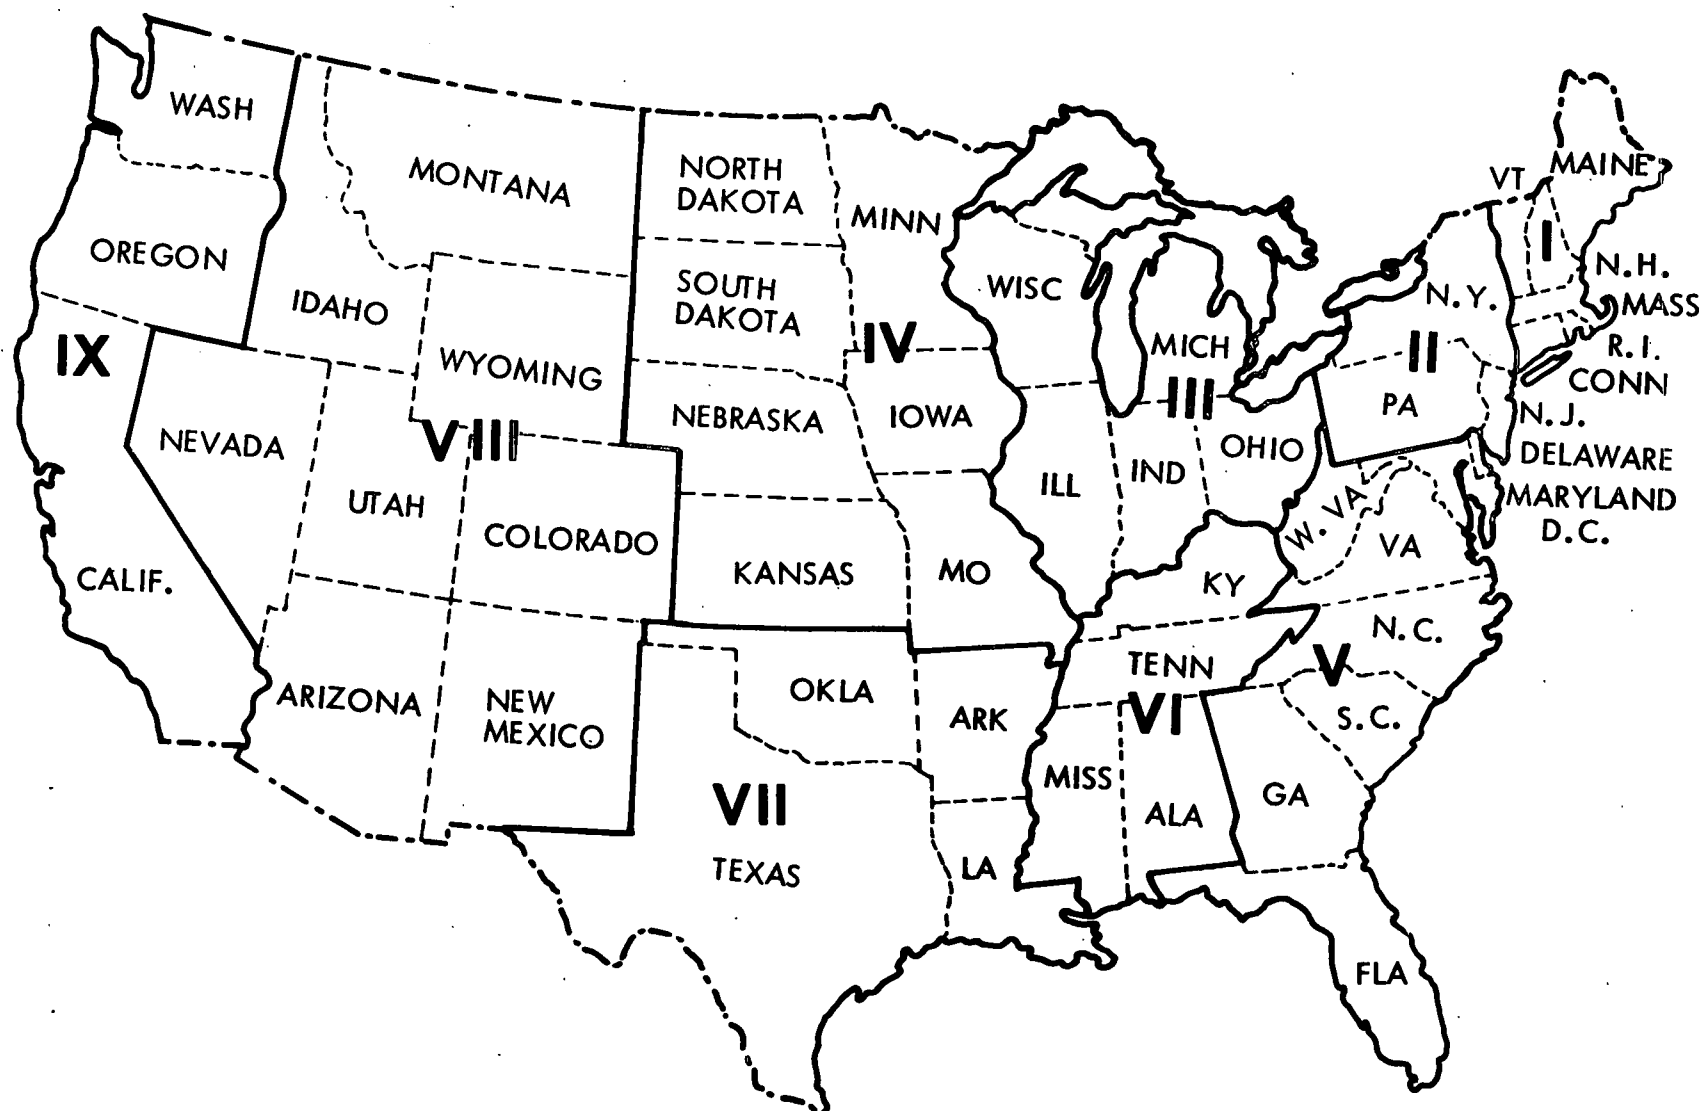 WASH
MONTANA
NORTH
DAKOTA
MINN
VT
MAINE
OREGON
IDAHO
SOUTH
DAKOTA
WISC
I
N.H.
N.Y.
MASS
IX
WYOMING
IV
MICH
II
R.I.
CONN
NEBRASKA
IOWA
III
PA
N.J.
NEVADA
VIII
OHIO
DELAWARE
UTAH
ILL
IND
W. VA
MARYLAND
D.C.
COLORADO
VA
CALIF.
KANSAS
MO
KY
N.C.
ARIZONA
NEW
MEXICO
OKLA
ARK
TENN
V
VI
S.C.
VII
MISS
ALA
GA
TEXAS
LA
FLA